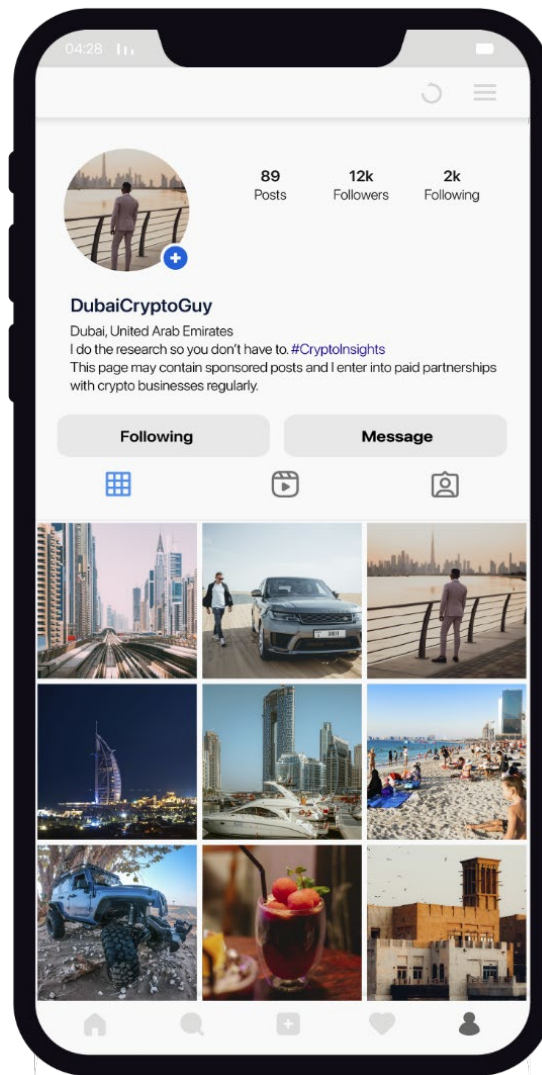 04:28
89 12k 2k
Posts Followers Following
DubaiCryptoGuy
Dubai, United Arab Emirates
I do the research so you don't have to. #CryptoInsights
This page may contain sponsored posts and I enter into paid partnerships
with crypto businesses regularly.
Following Message